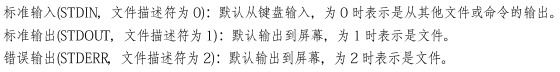 标准输入(STDIN, 文件描述符为 0)：默认从键盘输入，为 0 时表示是从其他文件或命令的输出。
标准输出(STDOUT, 文件描述符为 1)：默认输出到屏幕，为 1 时表示是文件。
错误输出(STDERR, 文件描述符为 2)：默认输出到屏幕，为 2 时表示是文件。